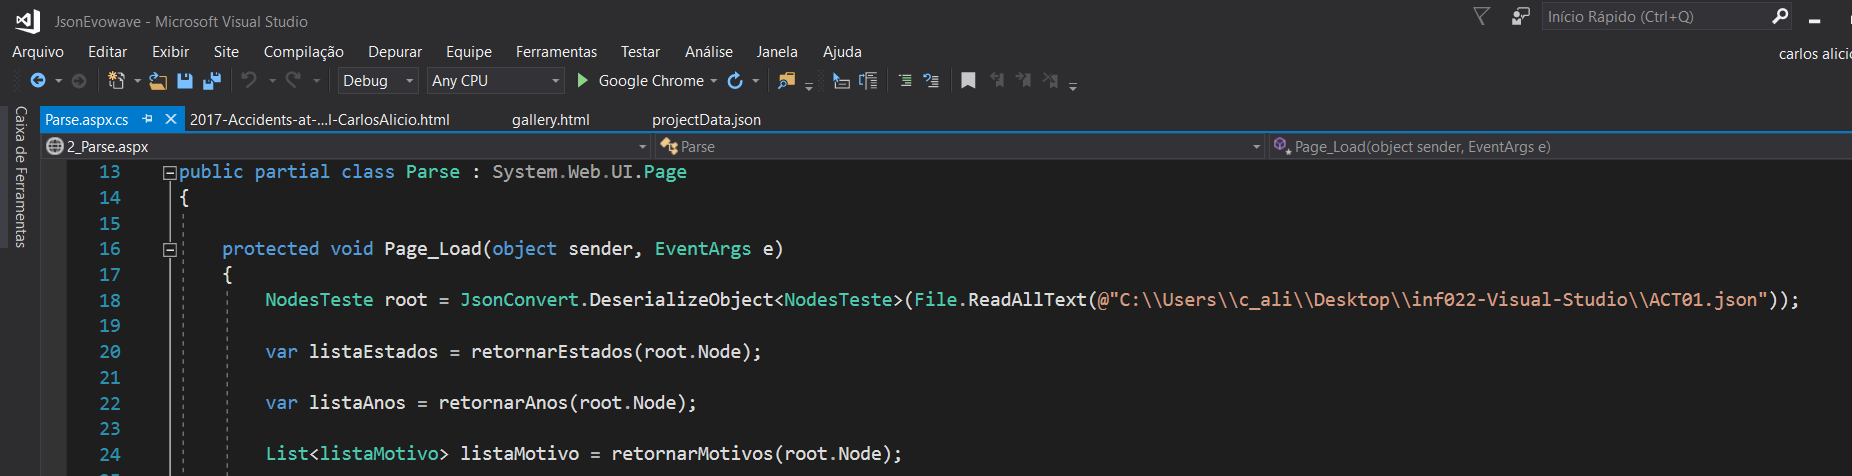 JsonEvowave - Microsoft Visual Studio
Início Rápido (Ctrl+Q)
Arquivo Editar Exibir Site Compilação Depurar Equipe Ferramentas Testar Análise Janela Ajuda
carlos alicio
Debug Any CPU Google Chrome
Caixa de Ferramentas
Parse.aspx.cs 2017-Accidents-at-...l-CarlosAlicio.html gallery.html projectData.json
2_Parse.aspx Parse Page_Load(object sender, EventArgs e)
13 public partial class Parse : System.Web.UI.Page
14 {
15
16 protected void Page_Load(object sender, EventArgs e)
17 {
18 NodesTeste root = JsonConvert.DeserializeObject<NodesTeste>(File.ReadAllText(@"C:\\Users\\c_ali\\Desktop\\inf022-Visual-Studio\\ACT01.json"));
19
20 var listaEstados = retornarEstados(root.Node);
21
22 var listaAnos = retornarAnos(root.Node);
23
24 List<listaMotivo> listaMotivo = retornarMotivos(root.Node);